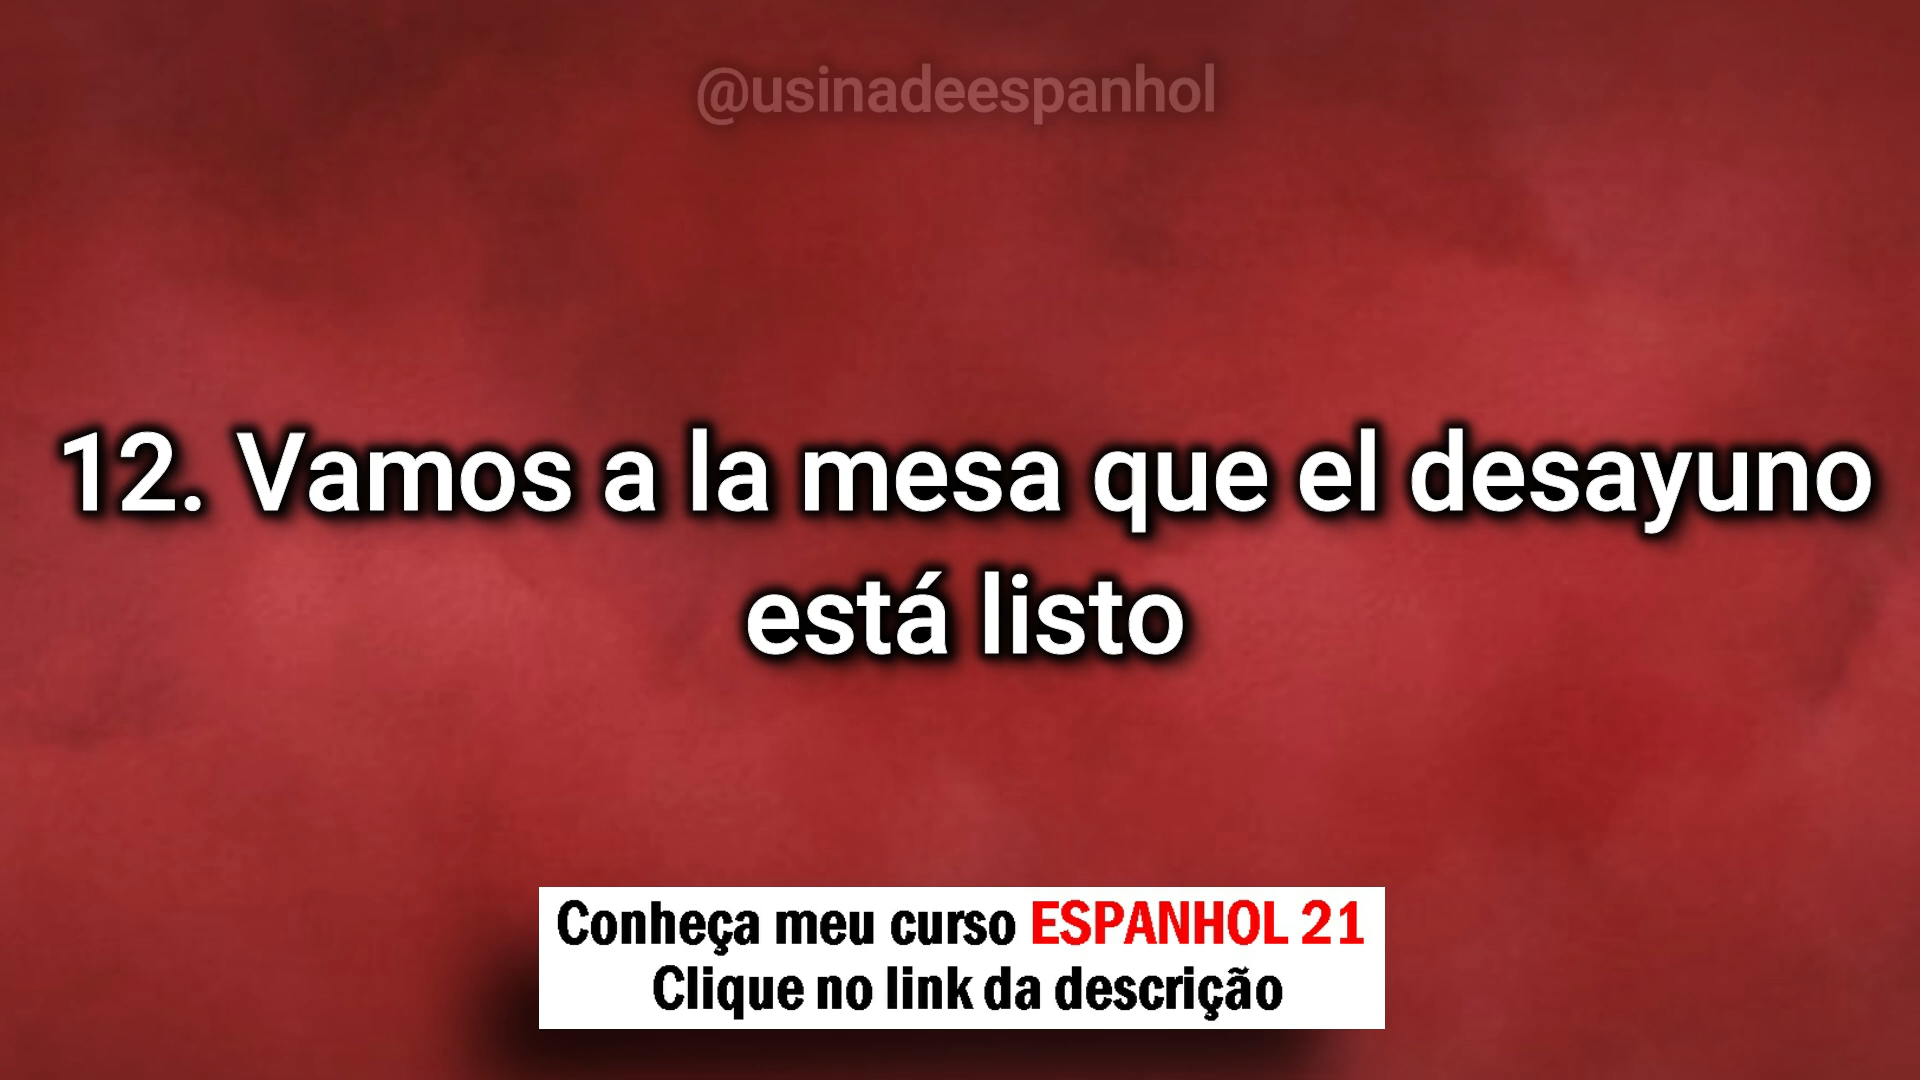 @usinadeespanhol
12. Vamos a la mesa que el desayuno
está listo
Conheça meu curso ESPANHOL 21
Clique no link da descrição